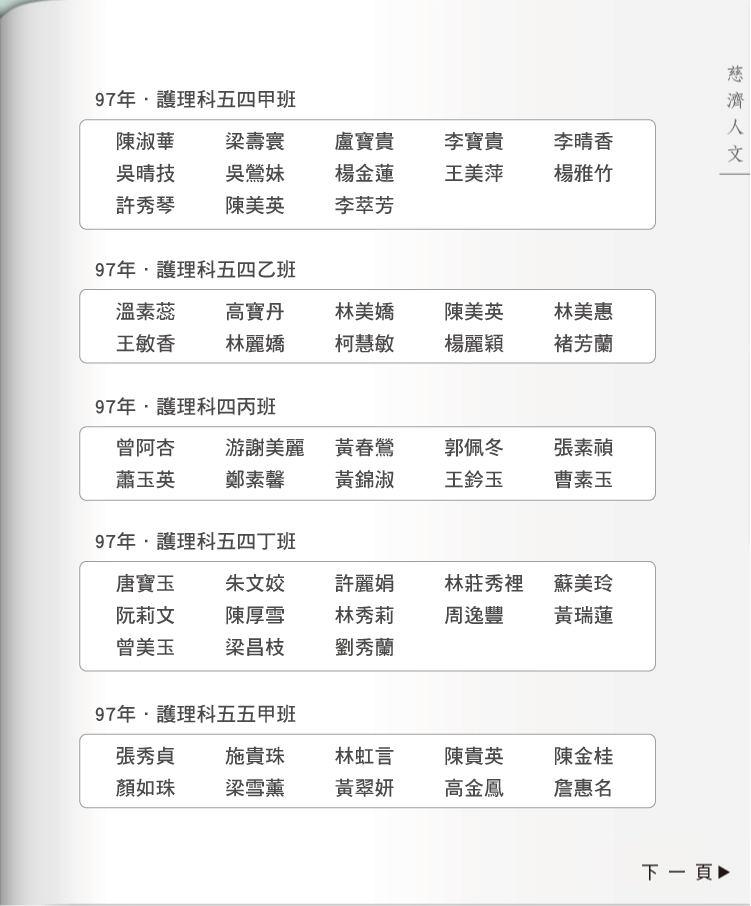 慈濟人文
97年．護理科五四甲班
陳淑華 梁壽寰 盧寶貴 李寶貴 李晴香
吳晴技 吳鶯妹 楊金蓮 王美萍 楊雅竹
許秀琴 陳美英 李萃芳
97年．護理科五四乙班
溫素蕊 高寶丹 林美嬌 陳美英 林美惠
王敏香 林麗嬌 柯慧敏 楊麗穎 褚芳蘭
97年．護理科四丙班
曾阿杏 游謝美麗 黃春鶯 郭佩冬 張素禎
蕭玉英 鄭素馨 黃錦淑 王鈐玉 曹素玉
97年．護理科五四丁班
唐寶玉 朱文姣 許麗娟 林莊秀裡 蘇美玲
阮莉文 陳厚雪 林秀莉 周逸豐 黃瑞蓮
曾美玉 梁昌枝 劉秀蘭
97年．護理科五五甲班
張秀貞 施貴珠 林虹言 陳貴英 陳金桂
顏如珠 梁雪薰 黃翠妍 高金鳳 詹惠名
下一頁▶